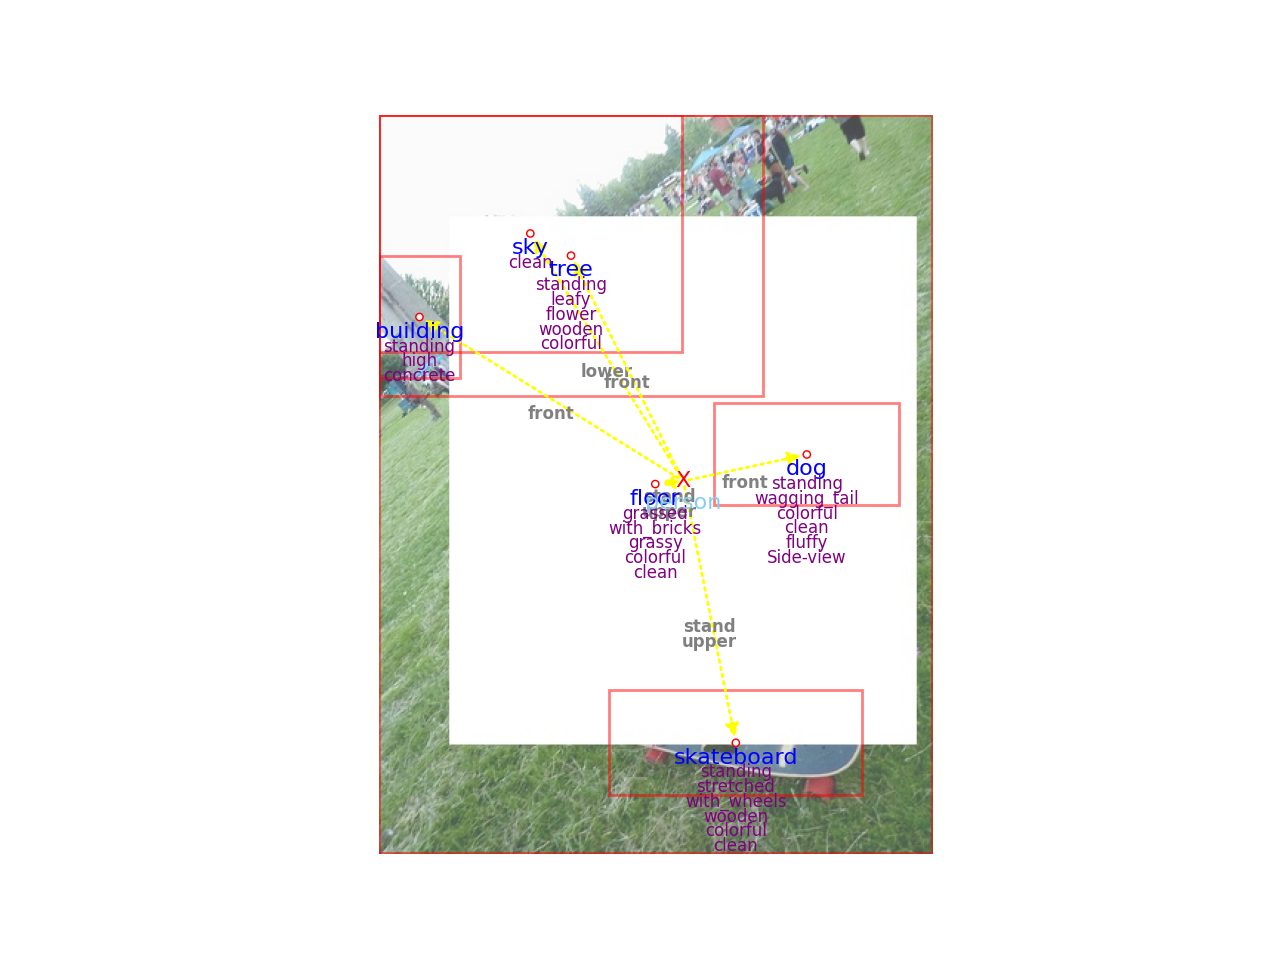 sky
clean
tree
standing
leafy
flower
wooden
colorful
building
standing
high
concrete
lower
front
front
dog
standing
wagging_tail
colorful
clean
fluffy
Side-view
front
X
person
stand
upper
floor
grassed
with_bricks
grassy
colorful
clean
stand
upper
skateboard
standing
stretched
with_wheels
wooden
colorful
clean